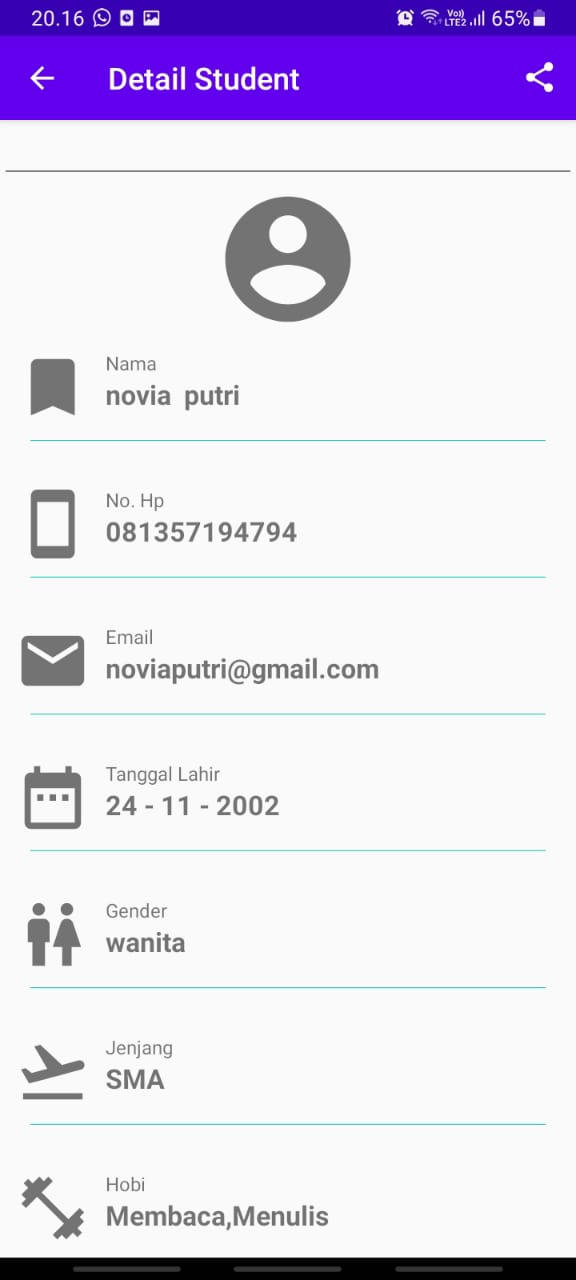 20.16 Vo)) LTE2 65%
Detail Student
Nama
novia  putri
No. Hp
081357194794
Email
noviaputri@gmail.com
Tanggal Lahir
24 - 11 - 2002
Gender
wanita
Jenjang
SMA
Hobi
Membaca,Menulis